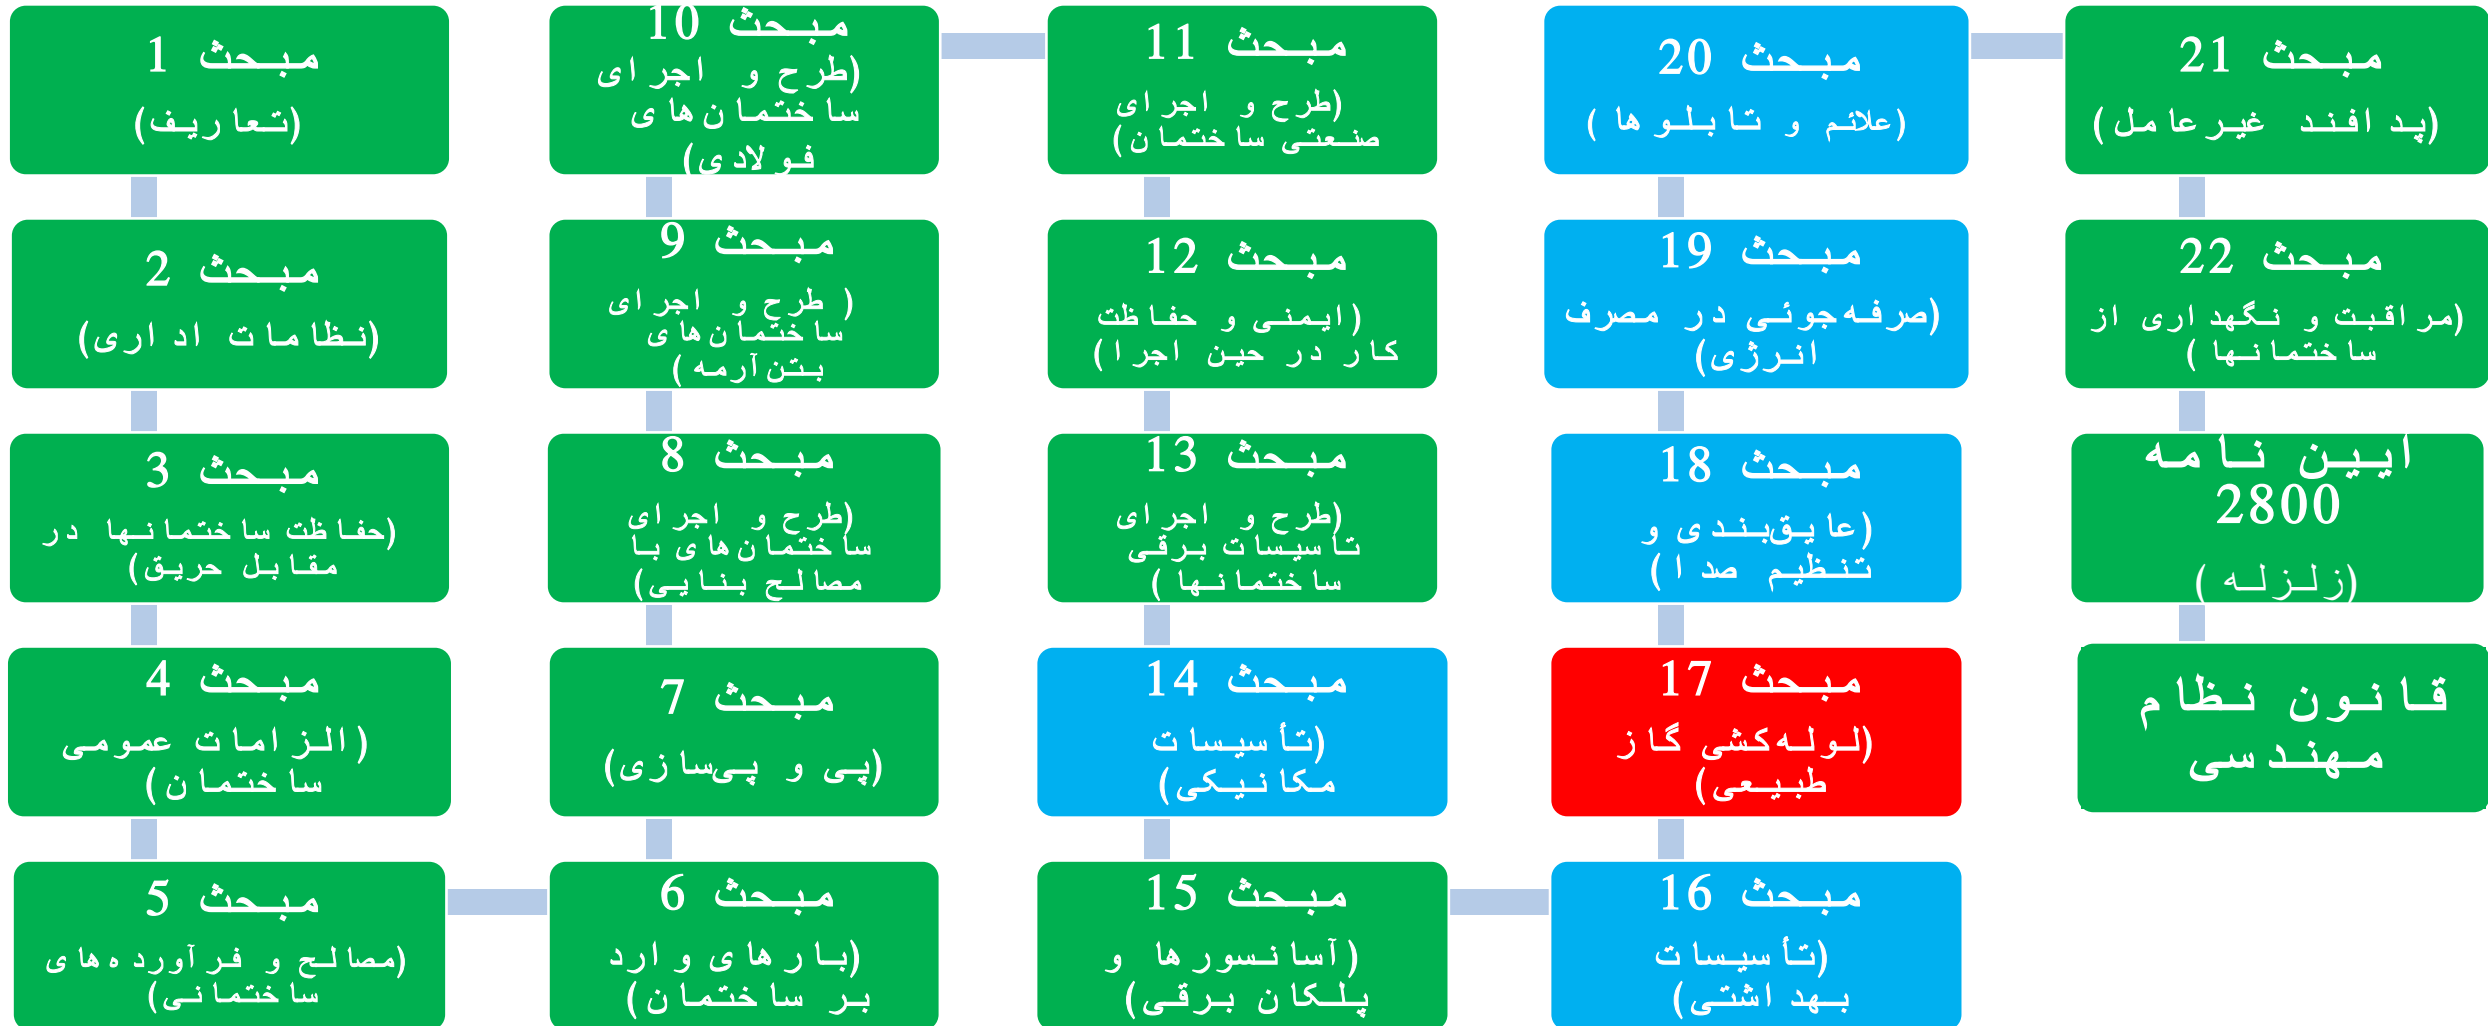 مبحث 1
(تعاریف)
مبحث 2
(نظامات اداری)
مبحث 3
(حفاظت ساختمانها در
مقابل حریق)
مبحث 4
(الزامات عمومی
ساختمان)
مبحث 5
(مصالح و فرآورده‌های
ساختمانی)
مبحث 6
(بارهای وارد
بر ساختمان)
مبحث 7
(پی و پی‌سازی)
مبحث 8
(طرح و اجرای
ساختمان‌های با
مصالح بنایی)
مبحث 9
( طرح و اجرای
ساختمان‌های
بتن‌آرمه)
مبحث 10
(طرح و اجرای
ساختمان‌های
فولادی)
مبحث 11
(طرح و اجرای
صنعتی ساختمان)
مبحث 12
(ایمنی و حفاظت
کار در حین اجرا)
مبحث 13
(طرح و اجرای
تاسیسات برقی
ساختمانها)
مبحث 14
(تأسیسات
مکانیکی)
مبحث 15
(آسانسورها و
پلکان برقی)
مبحث 16
(تأسیسات
بهداشتی)
مبحث 17
(لوله‌کشی گاز
طبیعی)
مبحث 18
(عایق‌بندی و
تنظیم صدا)
مبحث 19
(صرفه‌جوئی در مصرف
انرژی)
مبحث 20
(علائم و تابلوها)
مبحث 21
(پدافند غیرعامل)
مبحث 22
(مراقبت و نگهداری از
ساختمانها)
ایین نامه
2800
(زلزله)
قانون نظام
مهندسی